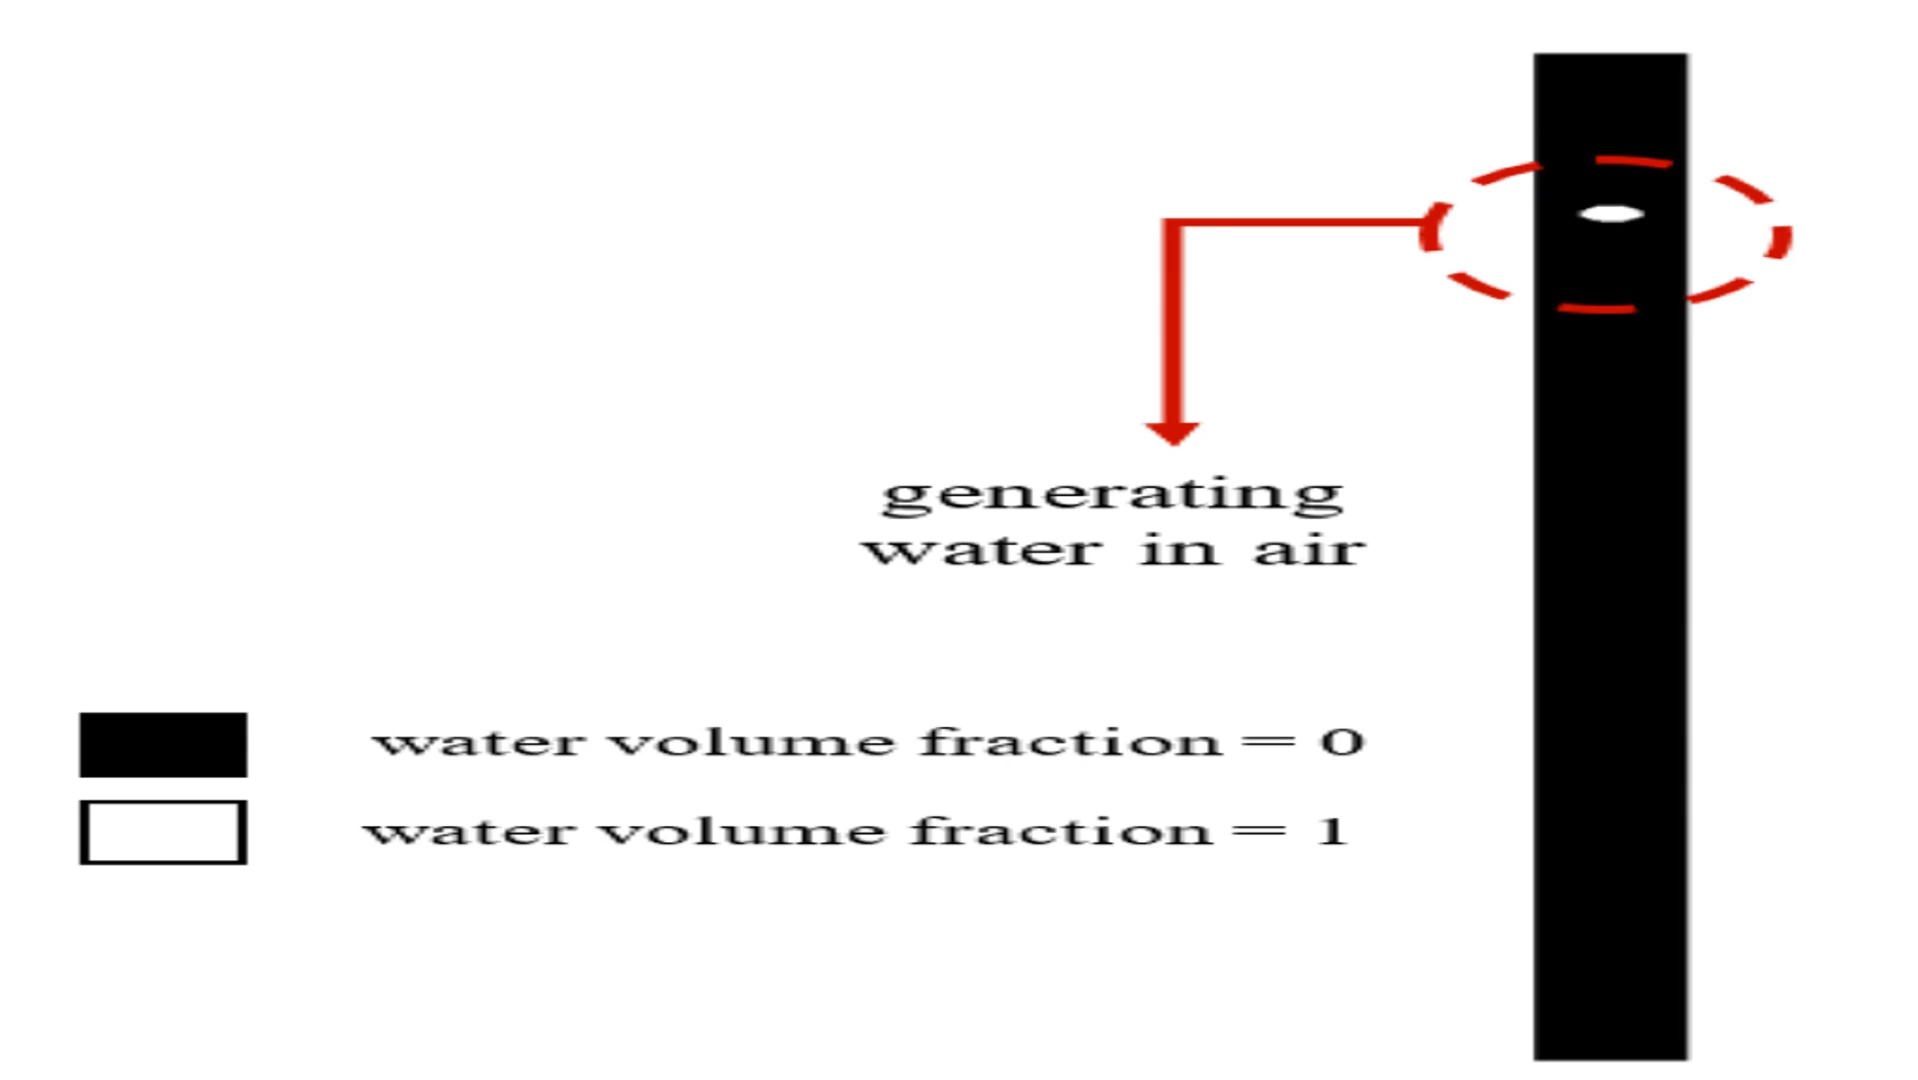 generating
water in air
water volume fraction = 0
water volume fraction = 1